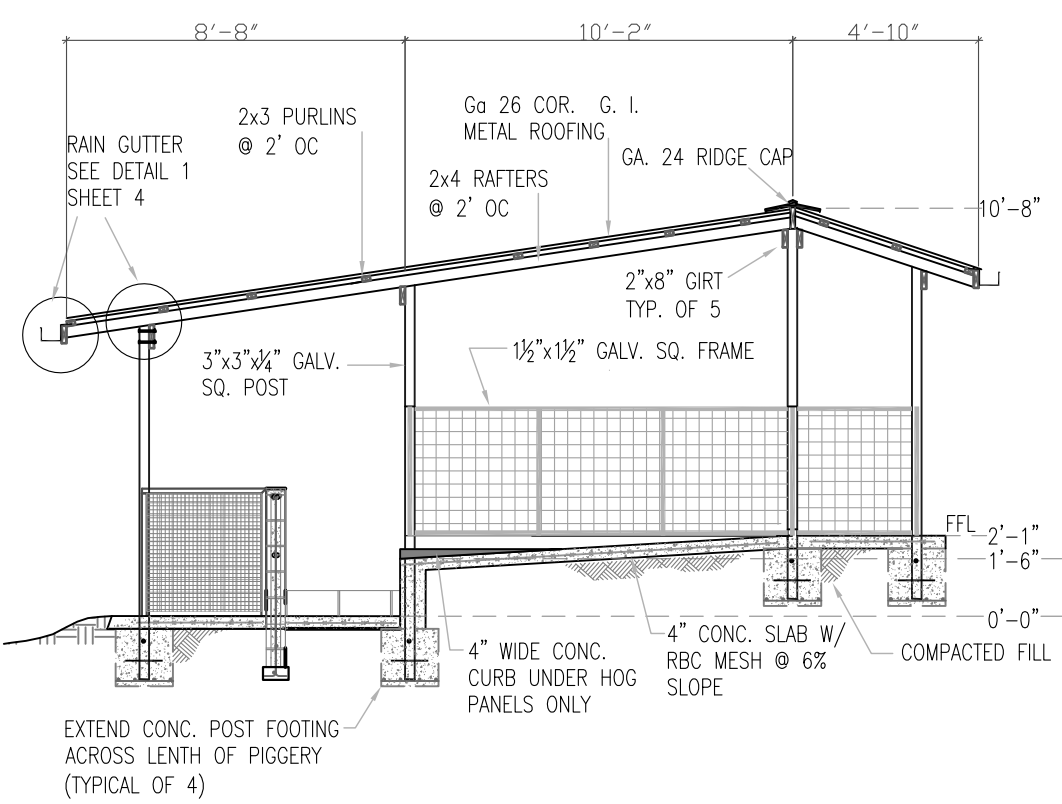 8'-8"
10'-2"
4'-10"
RAIN GUTTER
SEE DETAIL 1
SHEET 4
2x3 PURLINS
@ 2' OC
Ga 26 COR. G. I.
METAL ROOFING
GA. 24 RIDGE CAP
2x4 RAFTERS
@ 2' OC
10'-8"
2"x8" GIRT
TYP. OF 5
3"x3"x¼" GALV.
SQ. POST
1½"x1½" GALV. SQ. FRAME
FFL
2'-1"
1'-6"
0'-0"
4" WIDE CONC.
CURB UNDER HOG
PANELS ONLY
4" CONC. SLAB W/
RBC MESH @ 6%
SLOPE
COMPACTED FILL
EXTEND CONC. POST FOOTING
ACROSS LENTH OF PIGGERY
(TYPICAL OF 4)